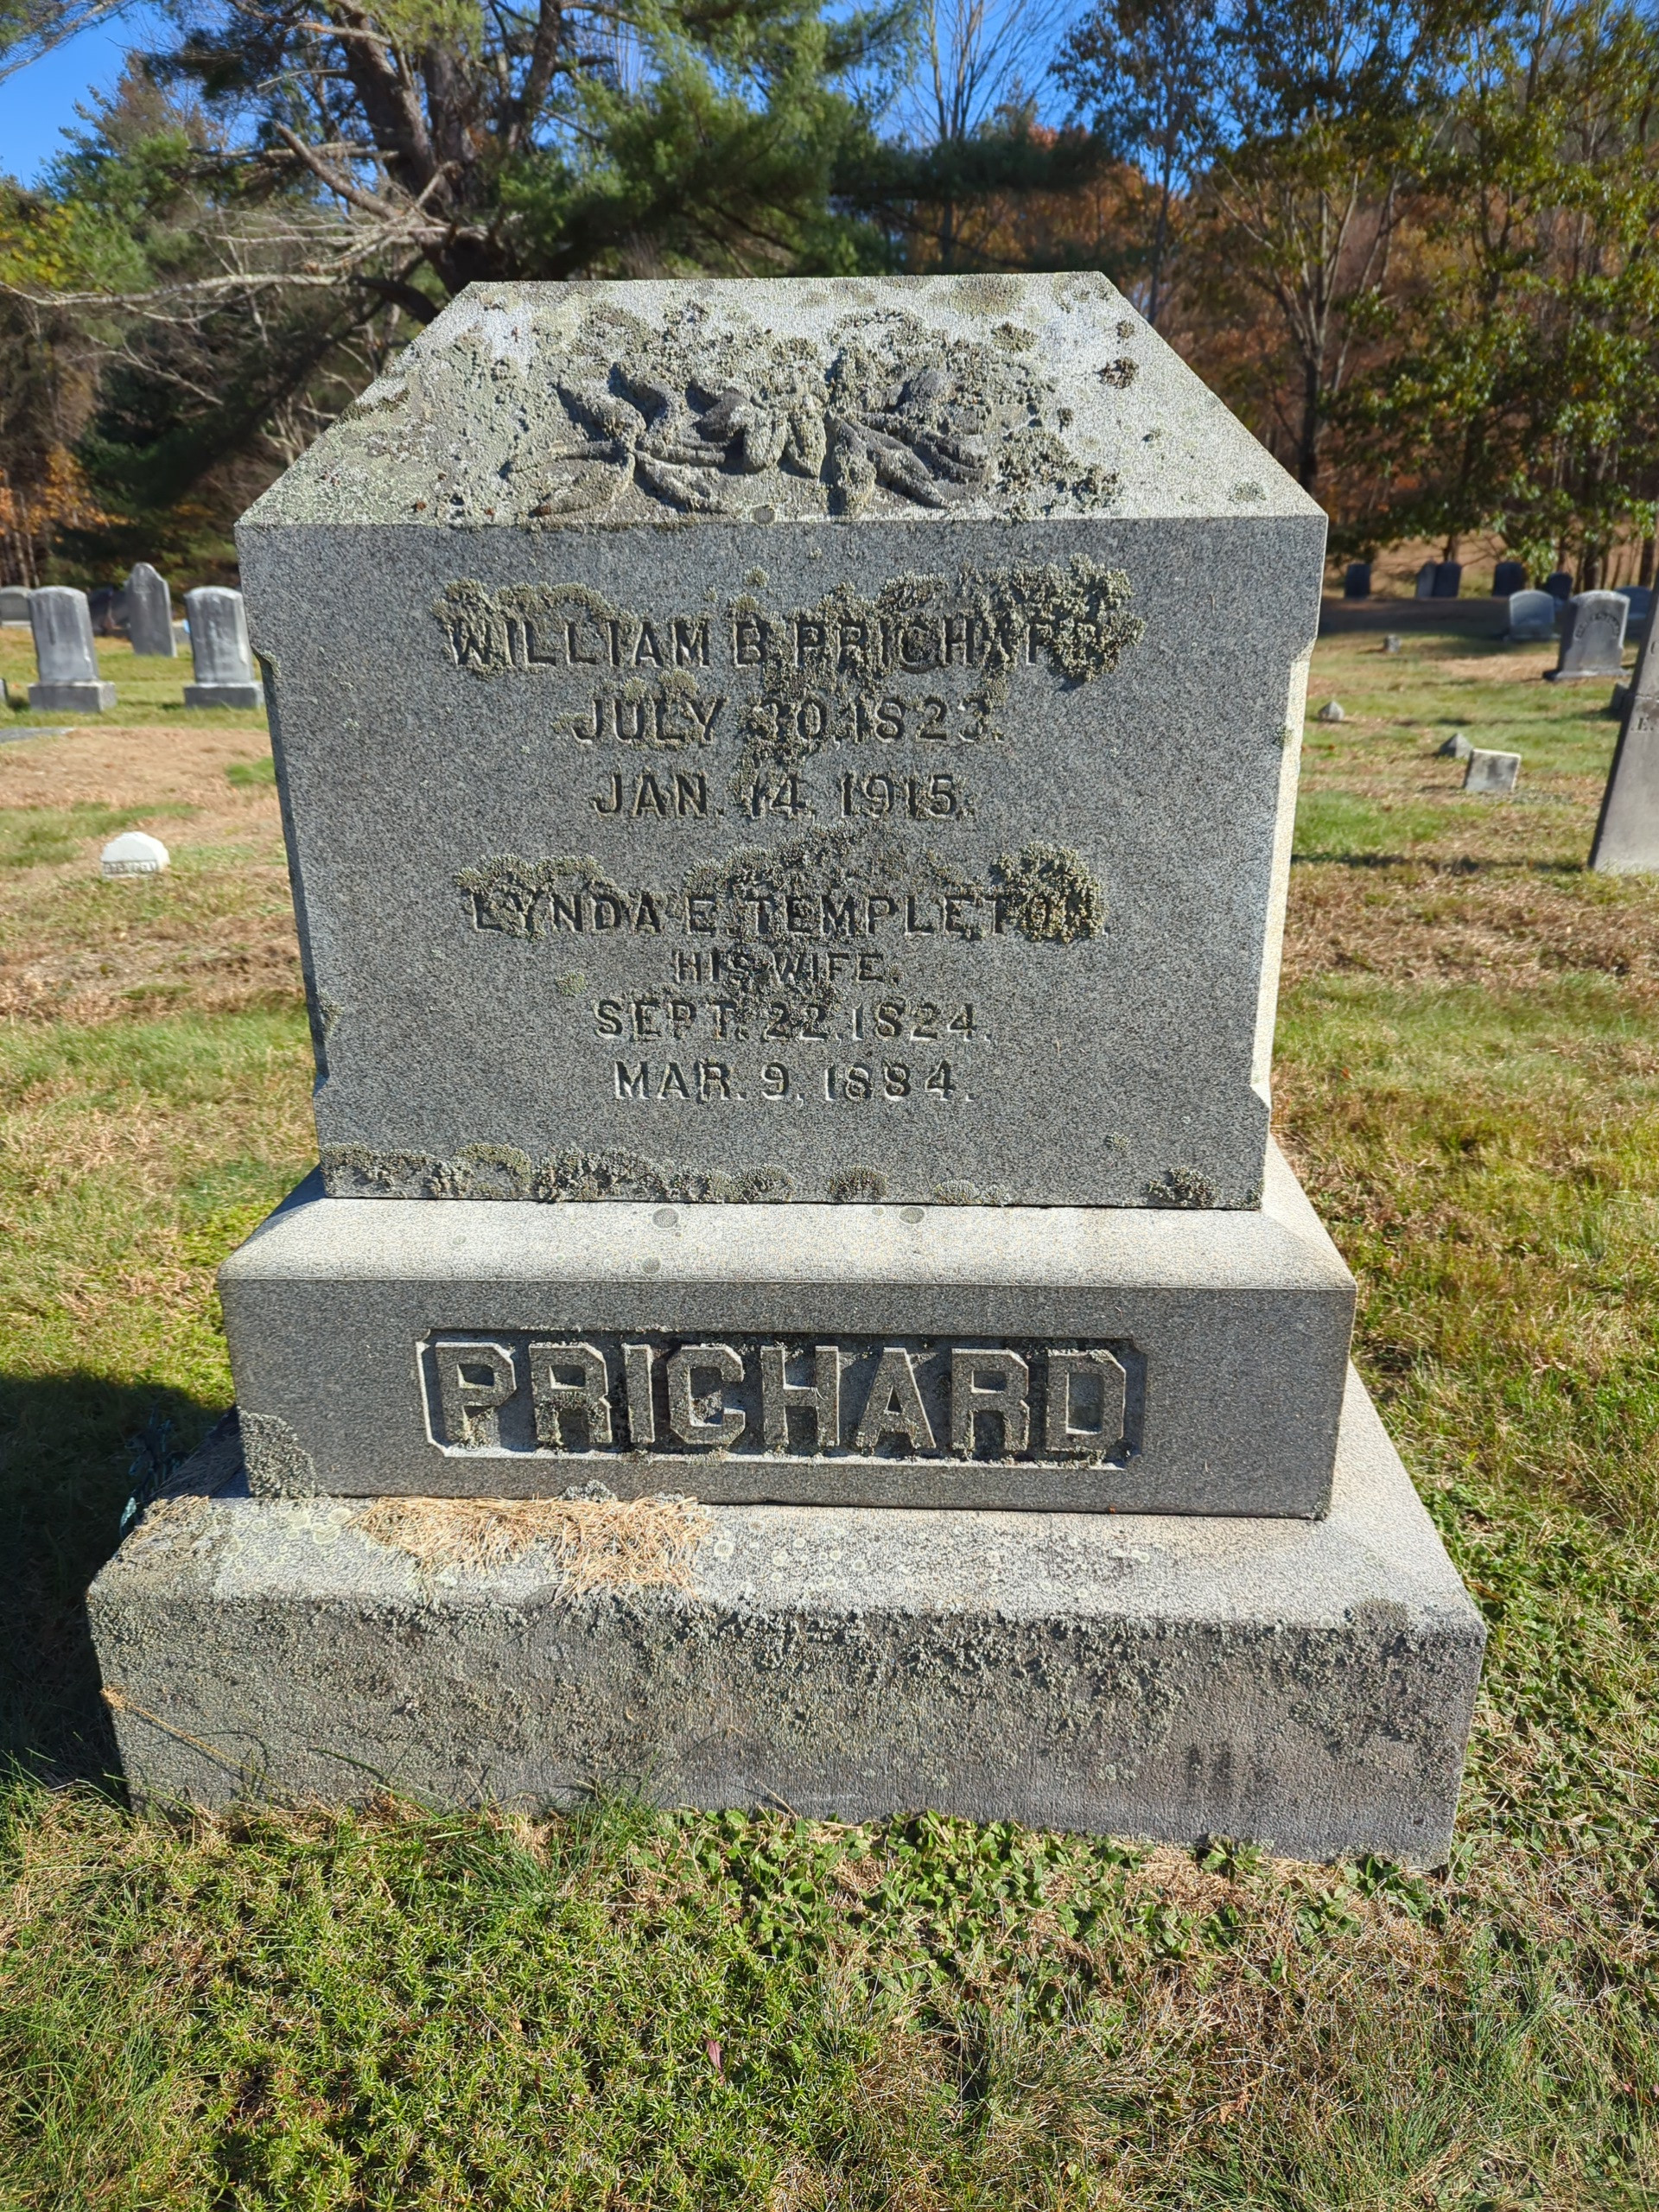 WILLIAM B. PRICHARD.
JULY 30, 1823.
JAN. 14, 1915.
LYNDA E. TEMPLETON.
HIS WIFE.
SEPT. 22, 1824.
MAR. 9, 1884.
PRICHARD